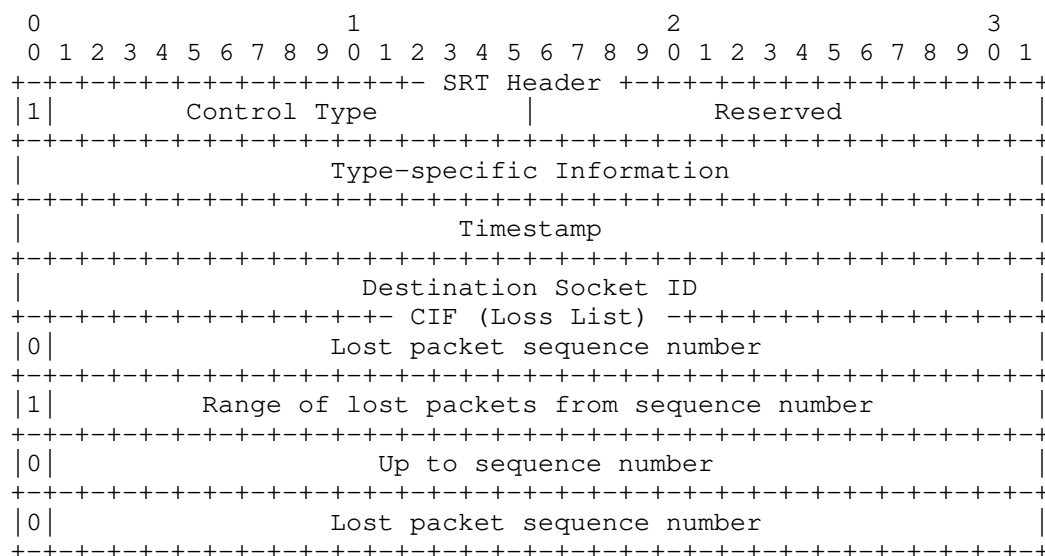 0                   1                   2                   3
 0 1 2 3 4 5 6 7 8 9 0 1 2 3 4 5 6 7 8 9 0 1 2 3 4 5 6 7 8 9 0 1
+-+-+-+-+-+-+-+-+-+-+-+-+- SRT Header +-+-+-+-+-+-+-+-+-+-+-+-+-+
|1|         Control Type        |           Reserved            |
+-+-+-+-+-+-+-+-+-+-+-+-+-+-+-+-+-+-+-+-+-+-+-+-+-+-+-+-+-+-+-+-+
|                   Type-specific Information                   |
+-+-+-+-+-+-+-+-+-+-+-+-+-+-+-+-+-+-+-+-+-+-+-+-+-+-+-+-+-+-+-+-+
|                           Timestamp                           |
+-+-+-+-+-+-+-+-+-+-+-+-+-+-+-+-+-+-+-+-+-+-+-+-+-+-+-+-+-+-+-+-+
|                     Destination Socket ID                     |
+-+-+-+-+-+-+-+-+-+-+-+- CIF (Loss List) -+-+-+-+-+-+-+-+-+-+-+-+
|0|                 Lost packet sequence number                 |
+-+-+-+-+-+-+-+-+-+-+-+-+-+-+-+-+-+-+-+-+-+-+-+-+-+-+-+-+-+-+-+-+
|1|         Range of lost packets from sequence number          |
+-+-+-+-+-+-+-+-+-+-+-+-+-+-+-+-+-+-+-+-+-+-+-+-+-+-+-+-+-+-+-+-+
|0|                    Up to sequence number                    |
+-+-+-+-+-+-+-+-+-+-+-+-+-+-+-+-+-+-+-+-+-+-+-+-+-+-+-+-+-+-+-+-+
|0|                 Lost packet sequence number                 |
+-+-+-+-+-+-+-+-+-+-+-+-+-+-+-+-+-+-+-+-+-+-+-+-+-+-+-+-+-+-+-+-+